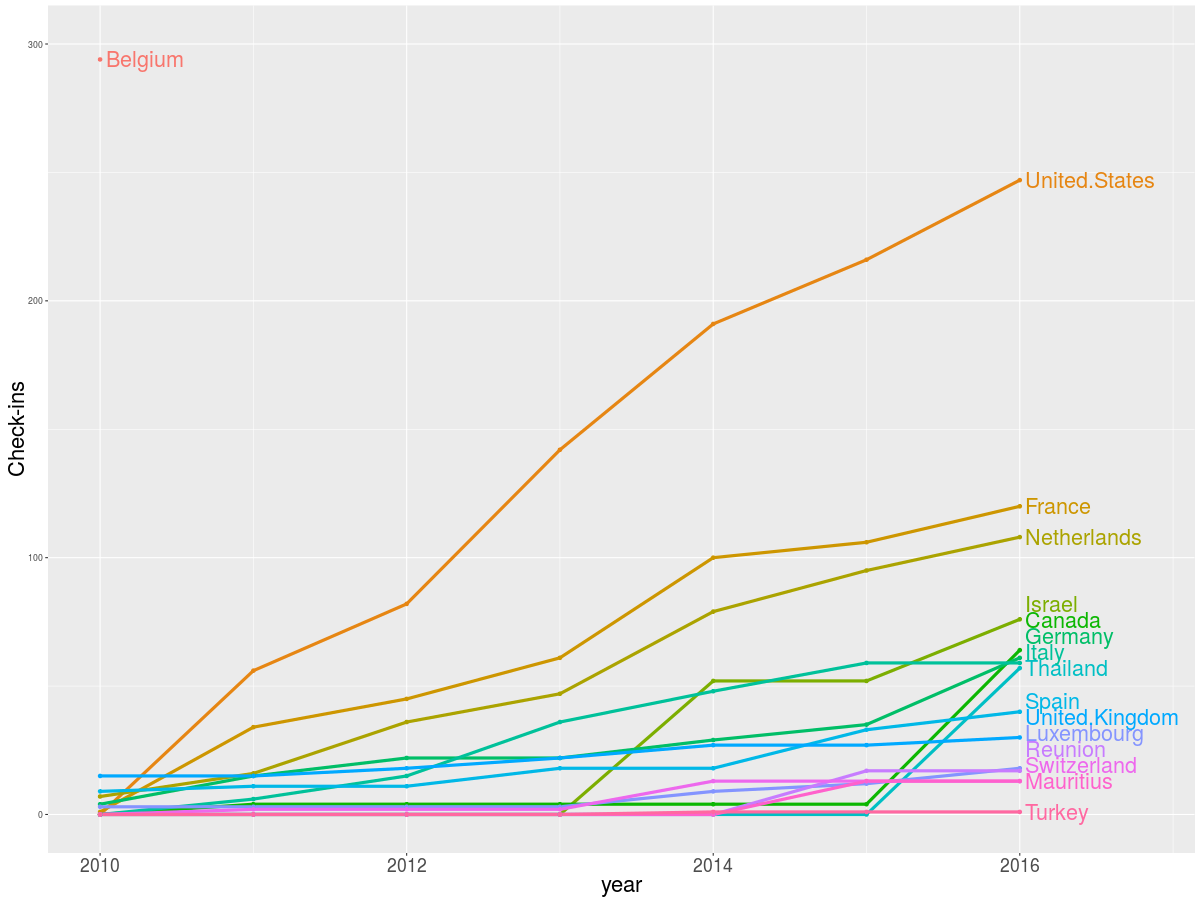 300
Belgium
United.States
200
Check-ins
France
Netherlands
100
Israel
Canada
Germany
Italy
Thailand
Spain
United.Kingdom
Luxembourg
Reunion
Switzerland
Mauritius
Turkey
0
2010 2012 2014 2016
year